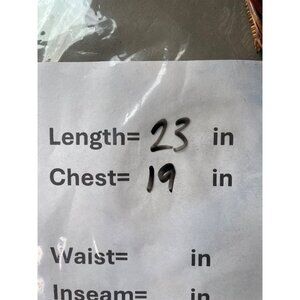 Length= 23 in
Chest= 19 in
Waist= in
Inseam= in